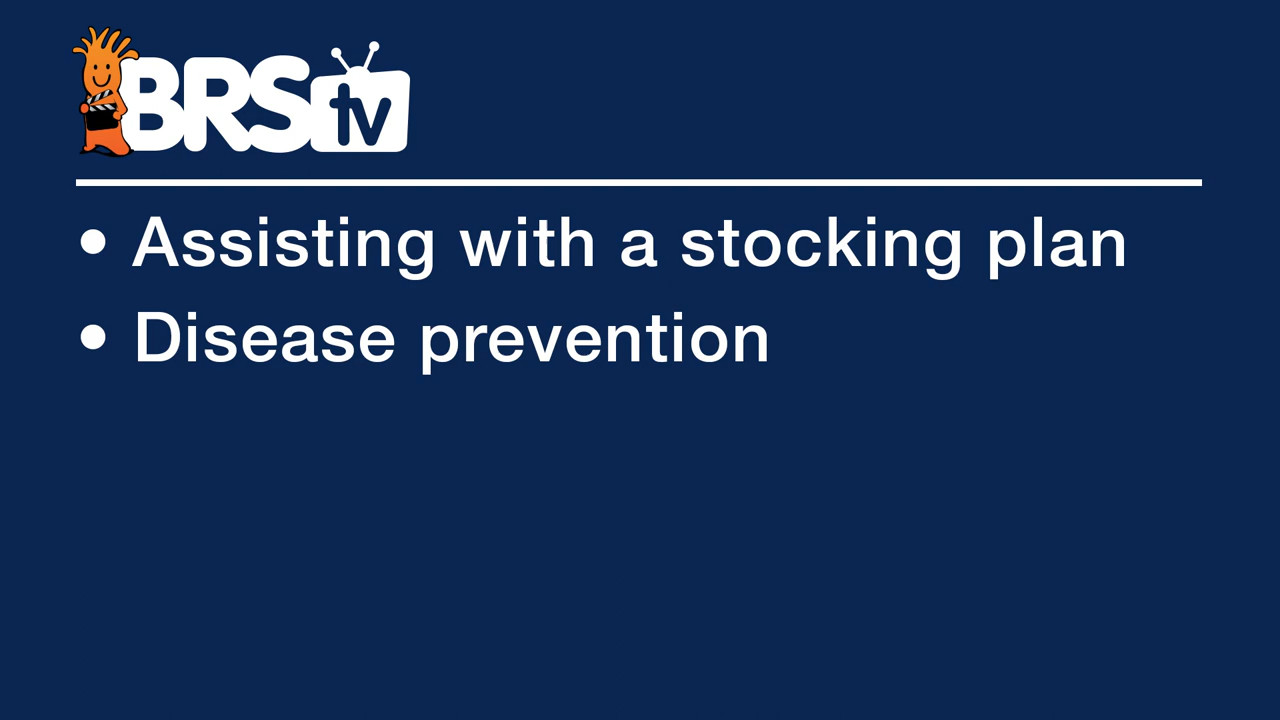 BRStv
• Assisting with a stocking plan
• Disease prevention